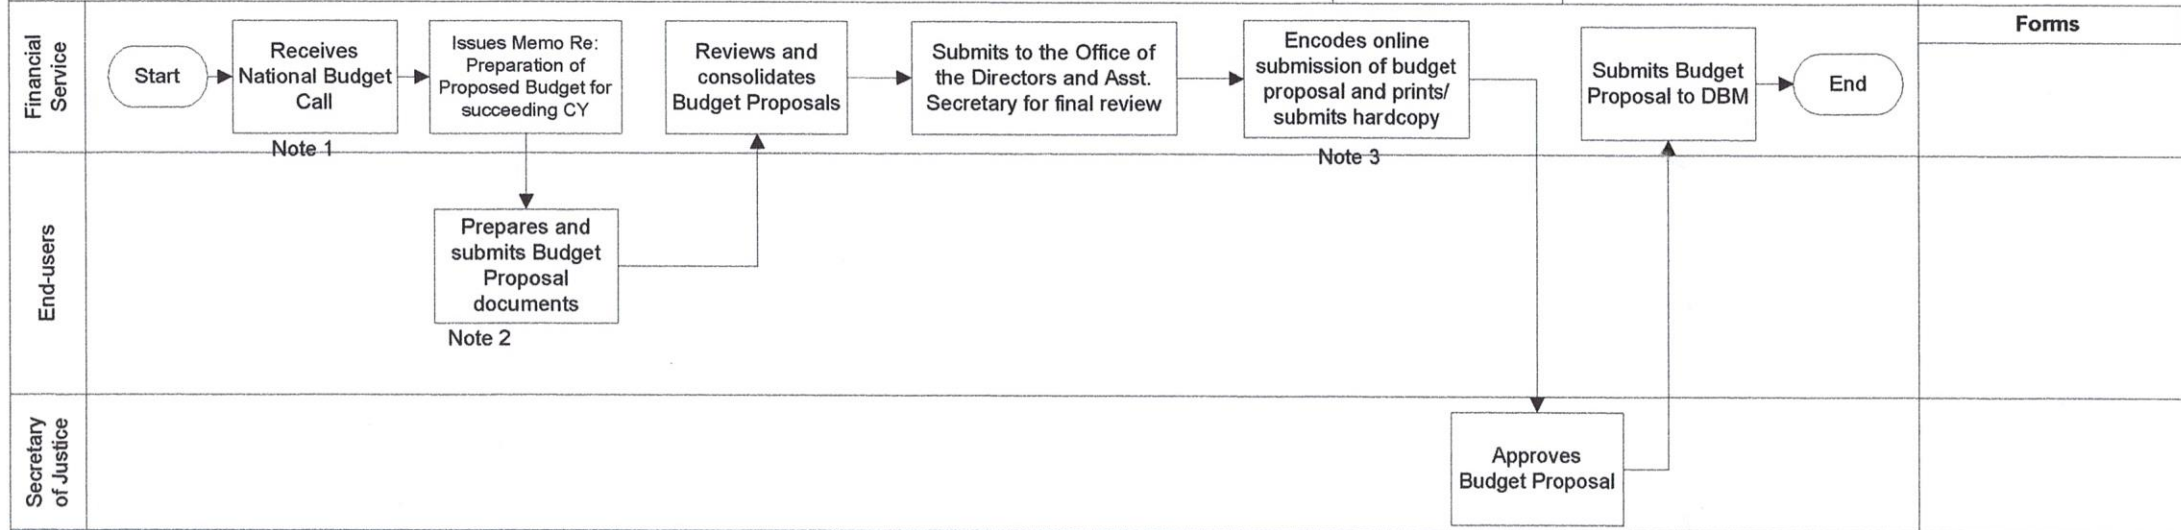 Financial
Service
Start
Receives
National Budget
Call
Note 1
Issues Memo Re:
Preparation of
Proposed Budget for
succeeding CY
Reviews and
consolidates
Budget Proposals
Submits to the Office of
the Directors and Asst.
Secretary for final review
Encodes online
submission of budget
proposal and prints/
submits hardcopy
Note 3
Submits Budget
Proposal to DBM
End
Forms
End-users
Prepares and
submits Budget
Proposal
documents
Note 2
Secretary
of Justice
Approves
Budget Proposal